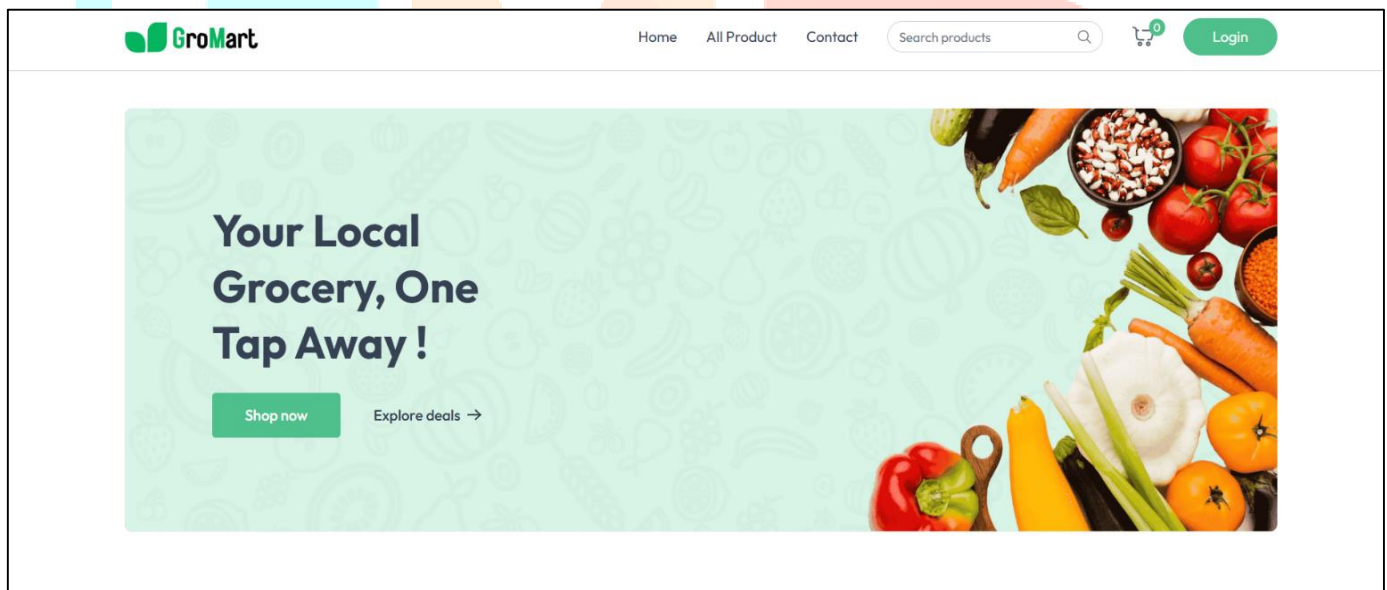 GroMart
Home All Product Contact Search products 0 Login
Your Local
Grocery, One
Tap Away !
Shop now Explore deals →